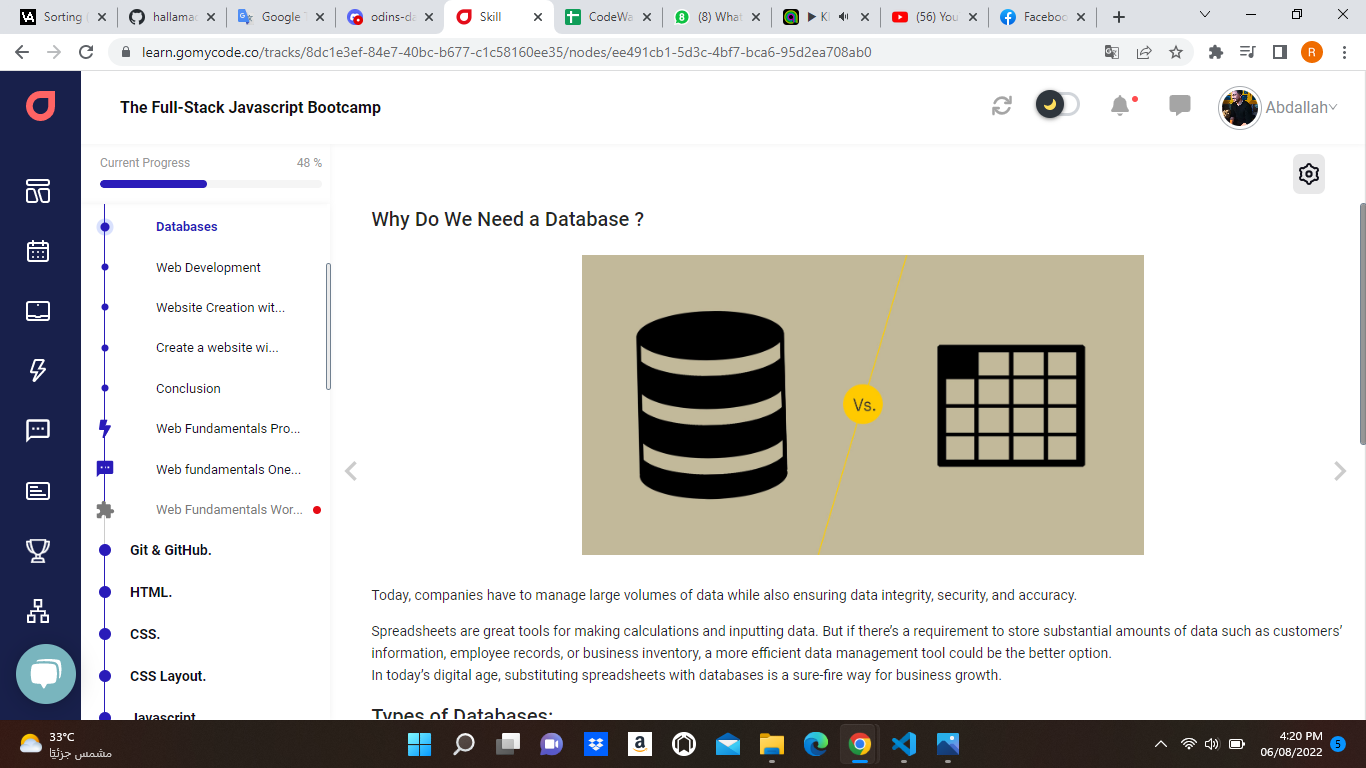 Sorting
hallamac
Google
odins-da
Skill
CodeWa
(8) What
(56) You
Faceboo
learn.gomycode.co/tracks/8dc1e3ef-84e7-40bc-b677-c1c58160ee35/nodes/ee491cb1-5d3c-4bf7-bca6-95d2ea708ab0
R
The Full-Stack Javascript Bootcamp
Abdallah
Current Progress 48 %
Databases
Web Development
Website Creation wit...
Create a website wi...
Conclusion
Web Fundamentals Pro...
Web fundamentals One...
Web Fundamentals Wor...
Git & GitHub.
HTML.
CSS.
CSS Layout.
Javascript
Why Do We Need a Database ?
Vs.
Today, companies have to manage large volumes of data while also ensuring data integrity, security, and accuracy.
Spreadsheets are great tools for making calculations and inputting data. But if there's a requirement to store substantial amounts of data such as customers'
information, employee records, or business inventory, a more efficient data management tool could be the better option.
In today's digital age, substituting spreadsheets with databases is a sure-fire way for business growth.
Types of Databases:
33°C
مشمس جزئيًا
4:20 PM
06/08/2022
5